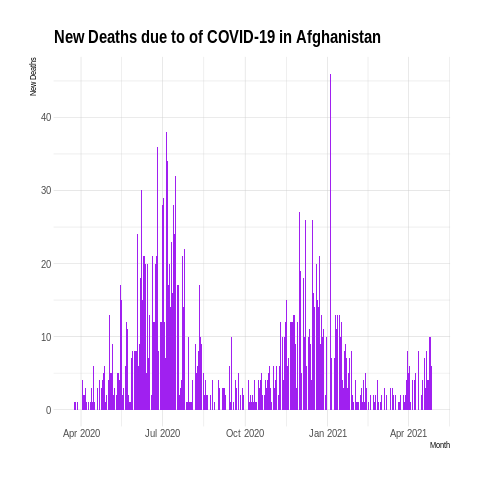 New Deaths due to of COVID-19 in Afghanistan
New Deaths
40
30
20
10
0
Apr 2020 Jul 2020 Oct 2020 Jan 2021 Apr 2021
Month